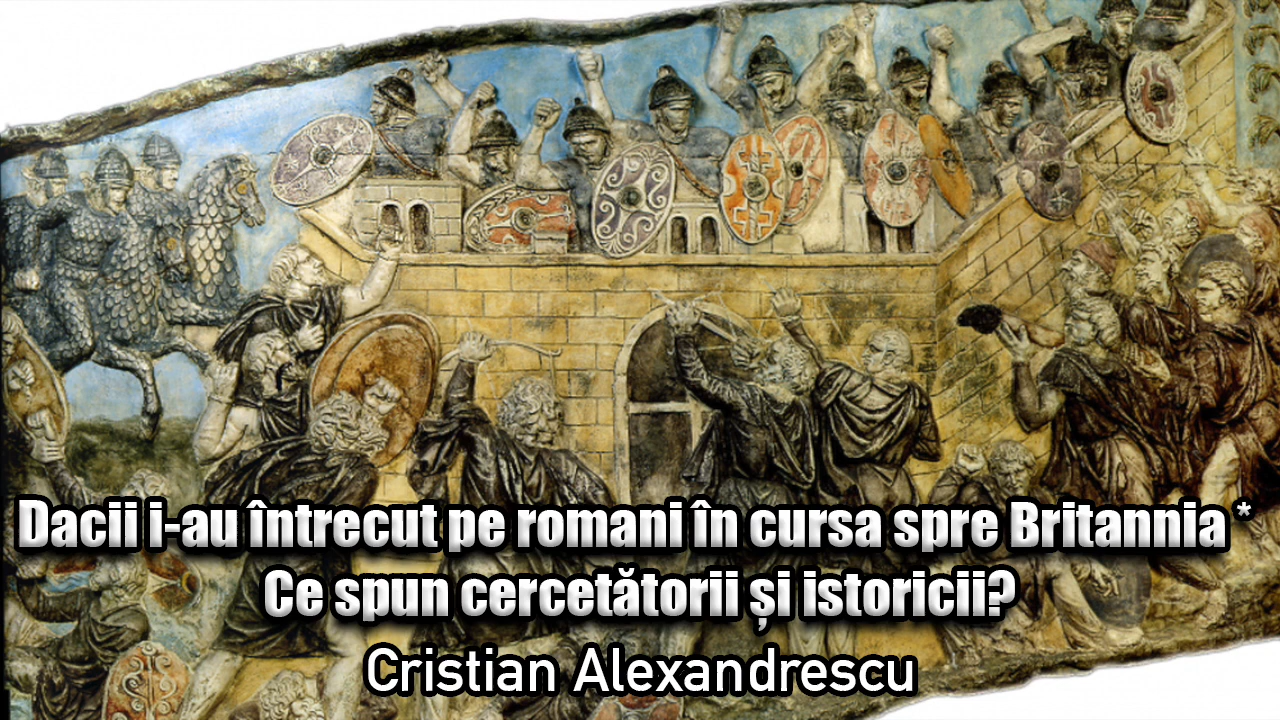 Dacii i-au întrecut pe romani în cursa spre Britannia *
Ce spun cercetătorii și istoricii?
Cristian Alexandrescu